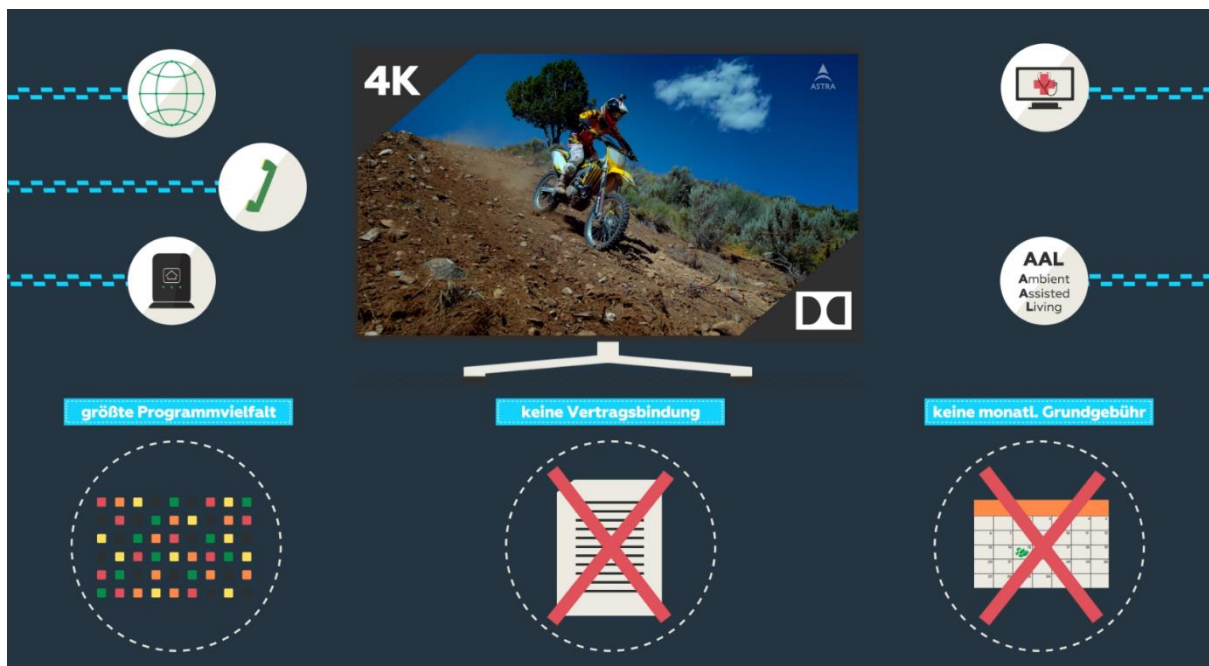 4K
ASTRA
AAL
Ambient
Assisted
Living
größte Programmvielfalt
keine Vertragsbindung
keine monatl. Grundgebühr